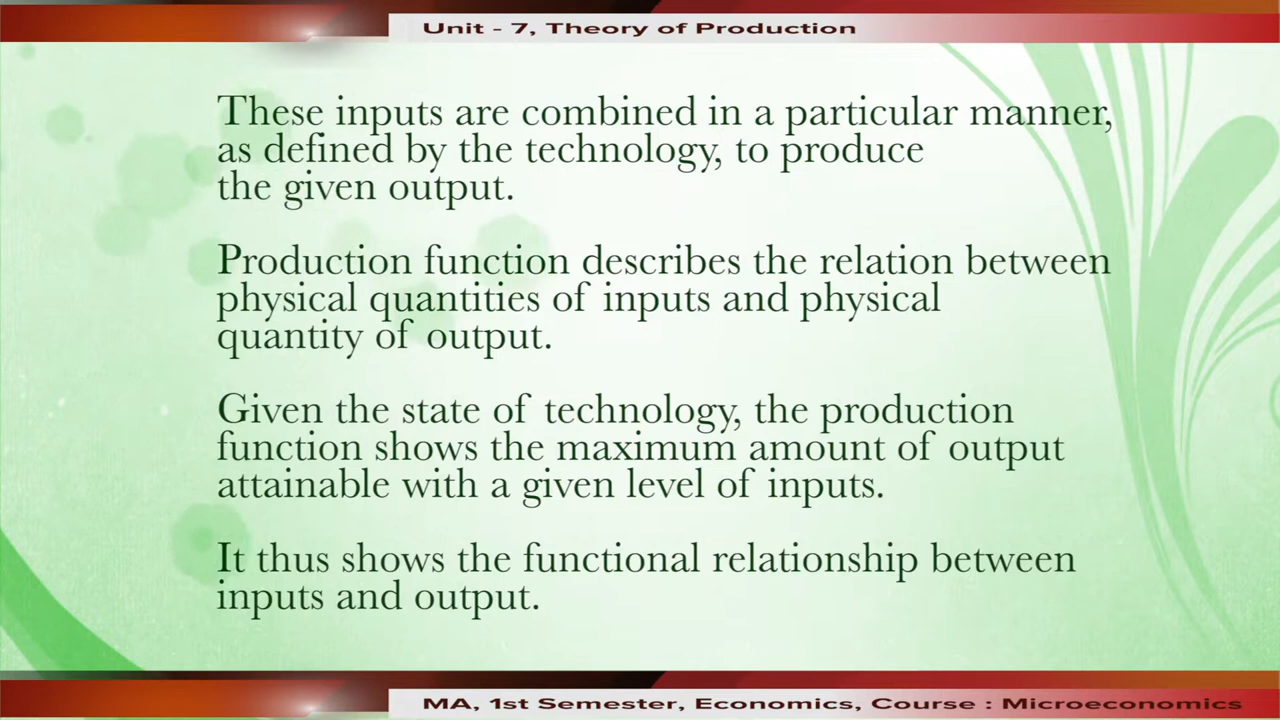 Unit - 7, Theory of Production
These inputs are combined in a particular manner,
as defined by the technology, to produce
the given output.
Production function describes the relation between
physical quantities of inputs and physical
quantity of output.
Given the state of technology, the production
function shows the maximum amount of output
attainable with a given level of inputs.
It thus shows the functional relationship between
inputs and output.
MA, 1st Semester, Economics, Course : Microeconomics